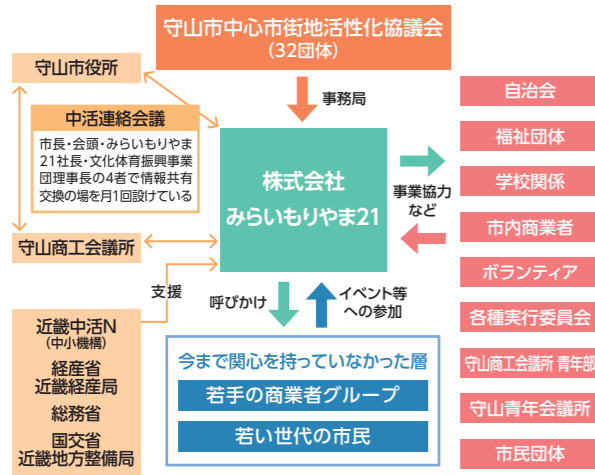 守山市中心市街地活性化協議会
（32団体）
事務局
守山市役所
中活連絡会議
市長・会頭・みらいもりやま
21社長・文化体育振興事業
団理事長の4者で情報共有
交換の場を月1回設けている
守山商工会議所
株式会社
みらいもりやま21
事業協力
など
支援
呼びかけ
イベント等
への参加
近畿中活N
（中小機構）
経産省
近畿経産局
総務省
国交省
近畿地方整備局
今まで関心を持っていなかった層
若手の商業者グループ
若い世代の市民
自治会
福祉団体
学校関係
市内商業者
ボランティア
各種実行委員会
守山商工会議所 青年部
守山青年会議所
市民団体